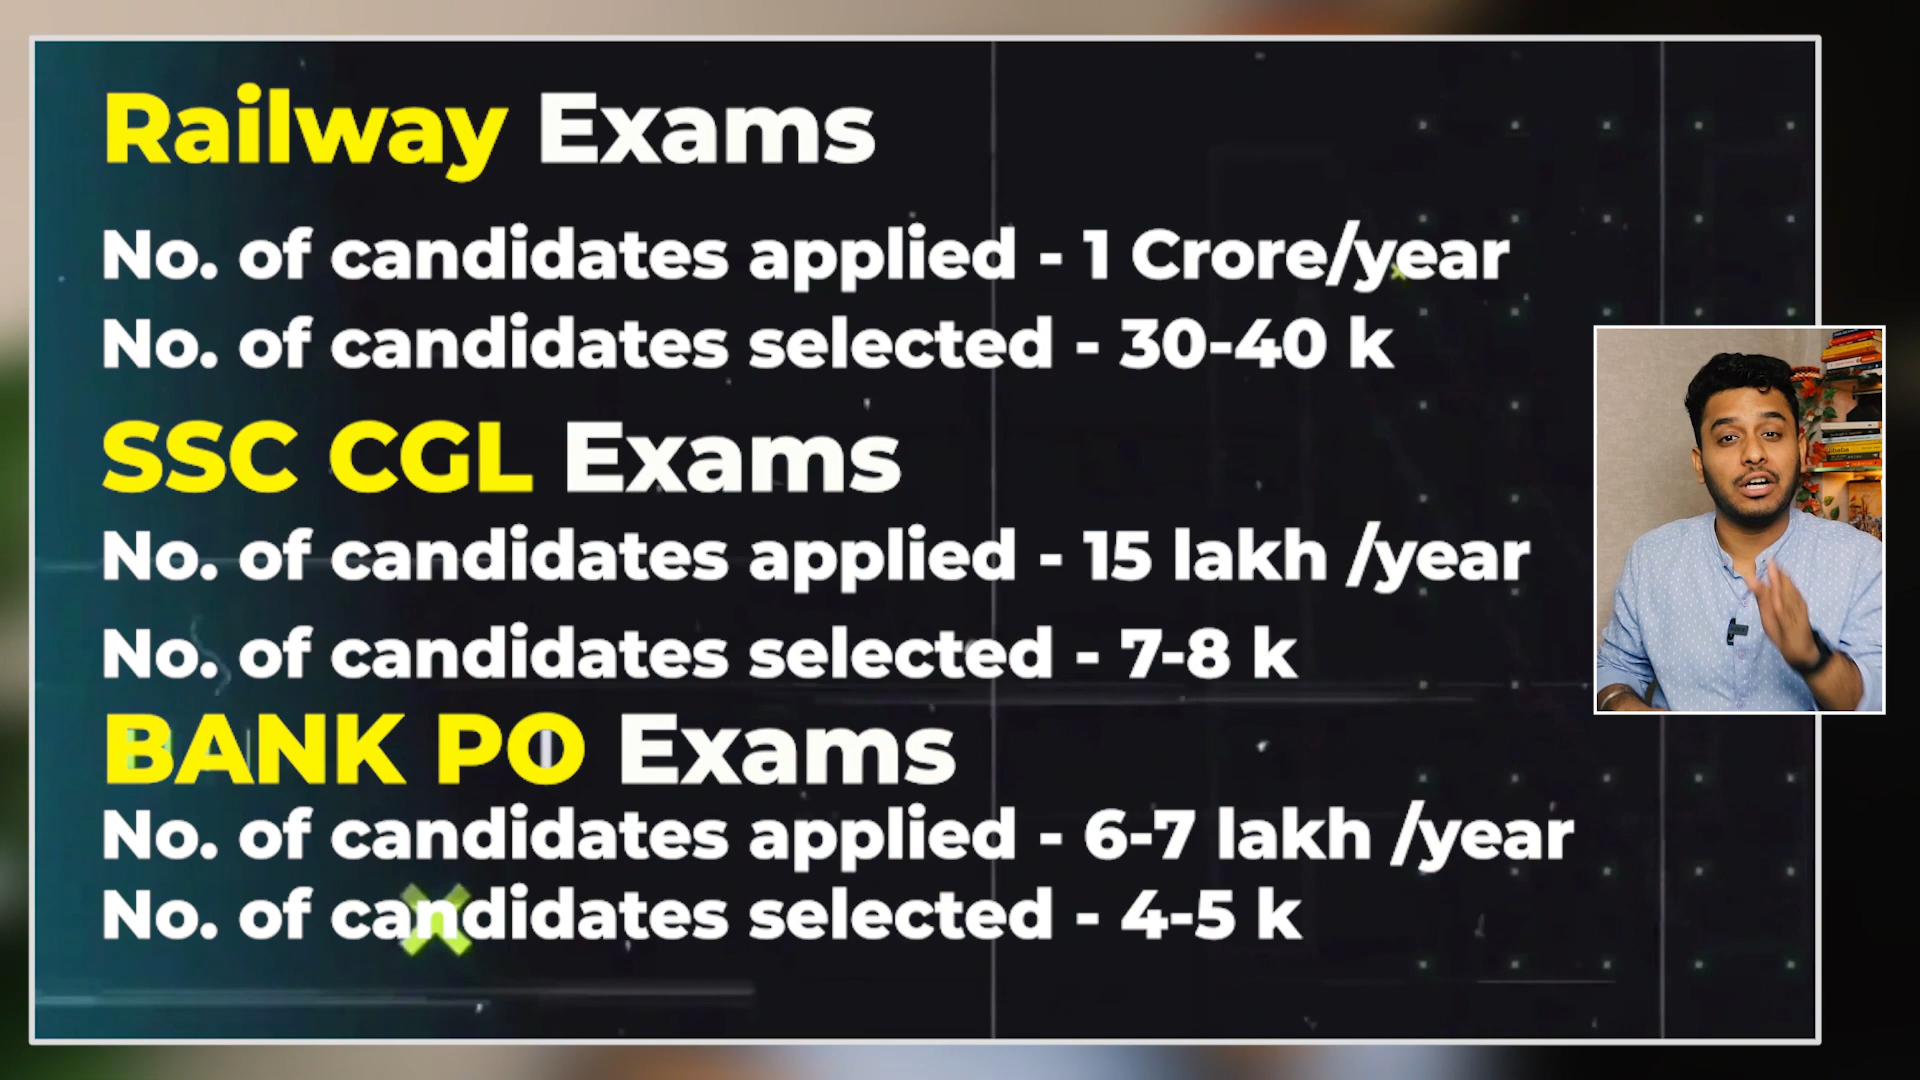 Railway Exams
No. of candidates applied - 1 Crore/year
No. of candidates selected - 30-40 k
SSC CGL Exams
No. of candidates applied - 15 lakh /year
No. of candidates selected - 7-8 k
BANK PO Exams
No. of candidates applied - 6-7 lakh /year
No. of candidates selected - 4-5 k